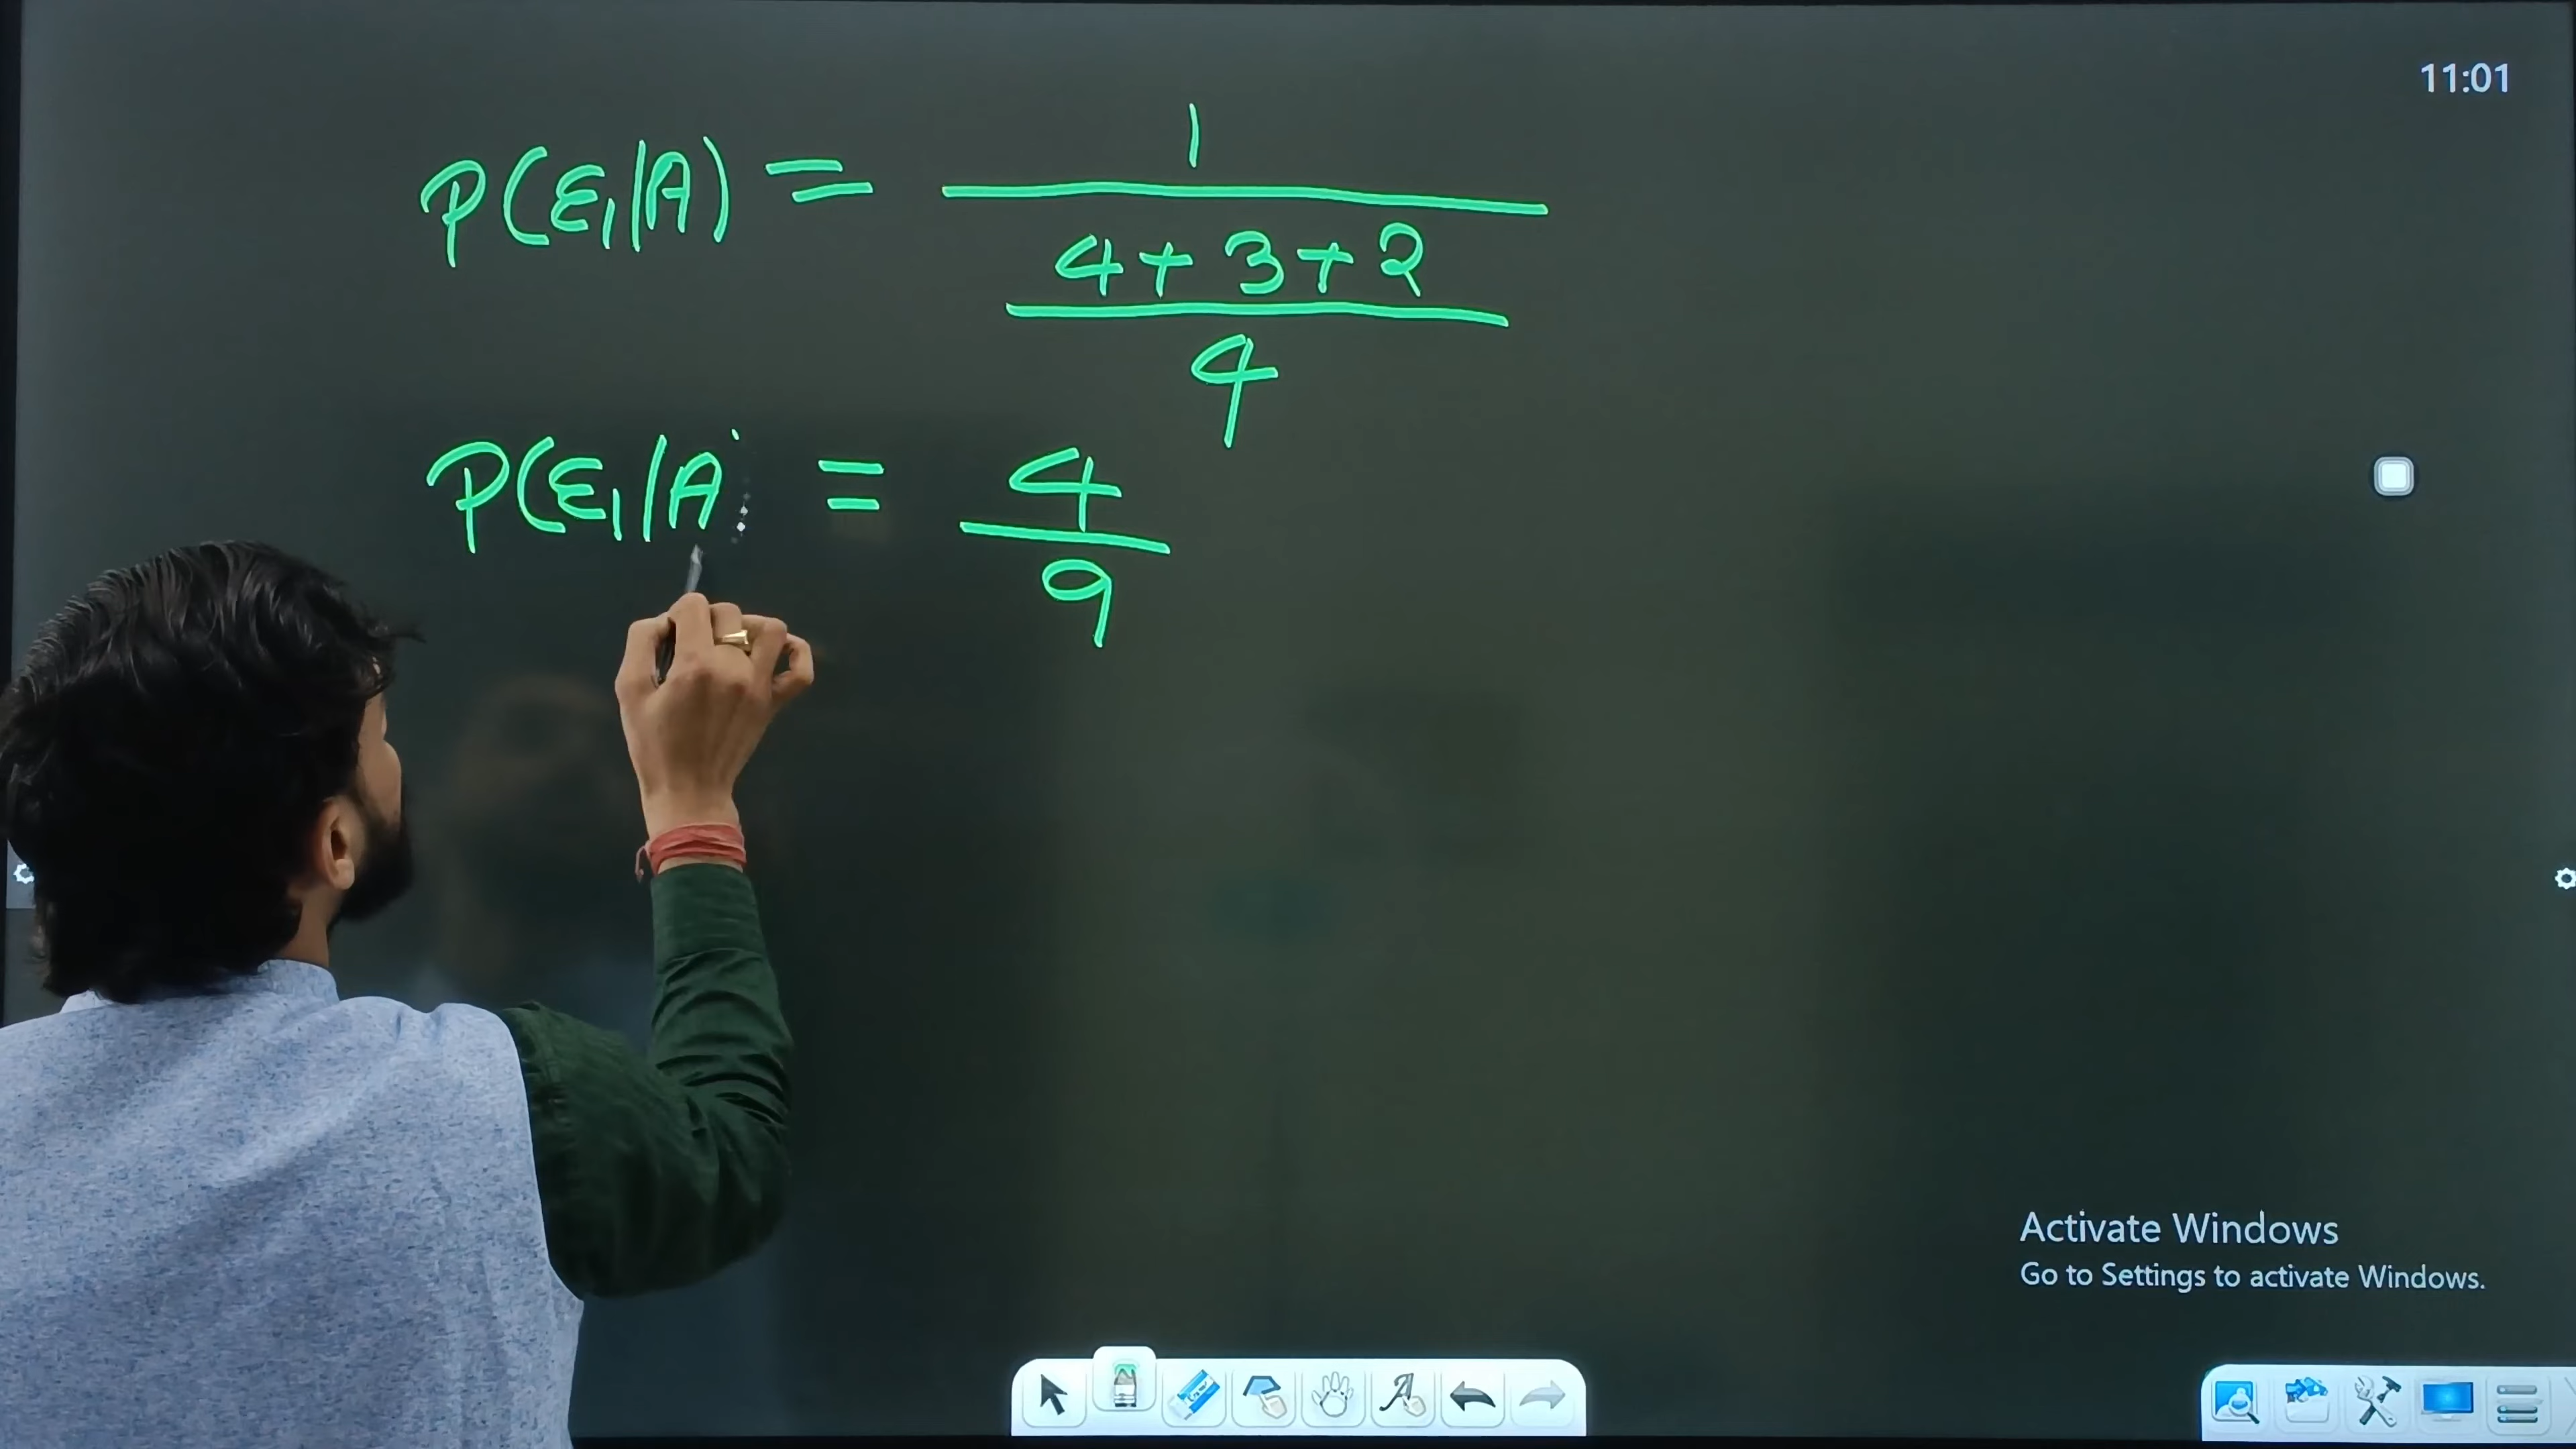 11:01
P(E₁/A) = 1
4+3+2
4
P(E₁/A = 4
9
Activate Windows
Go to Settings to activate Windows.